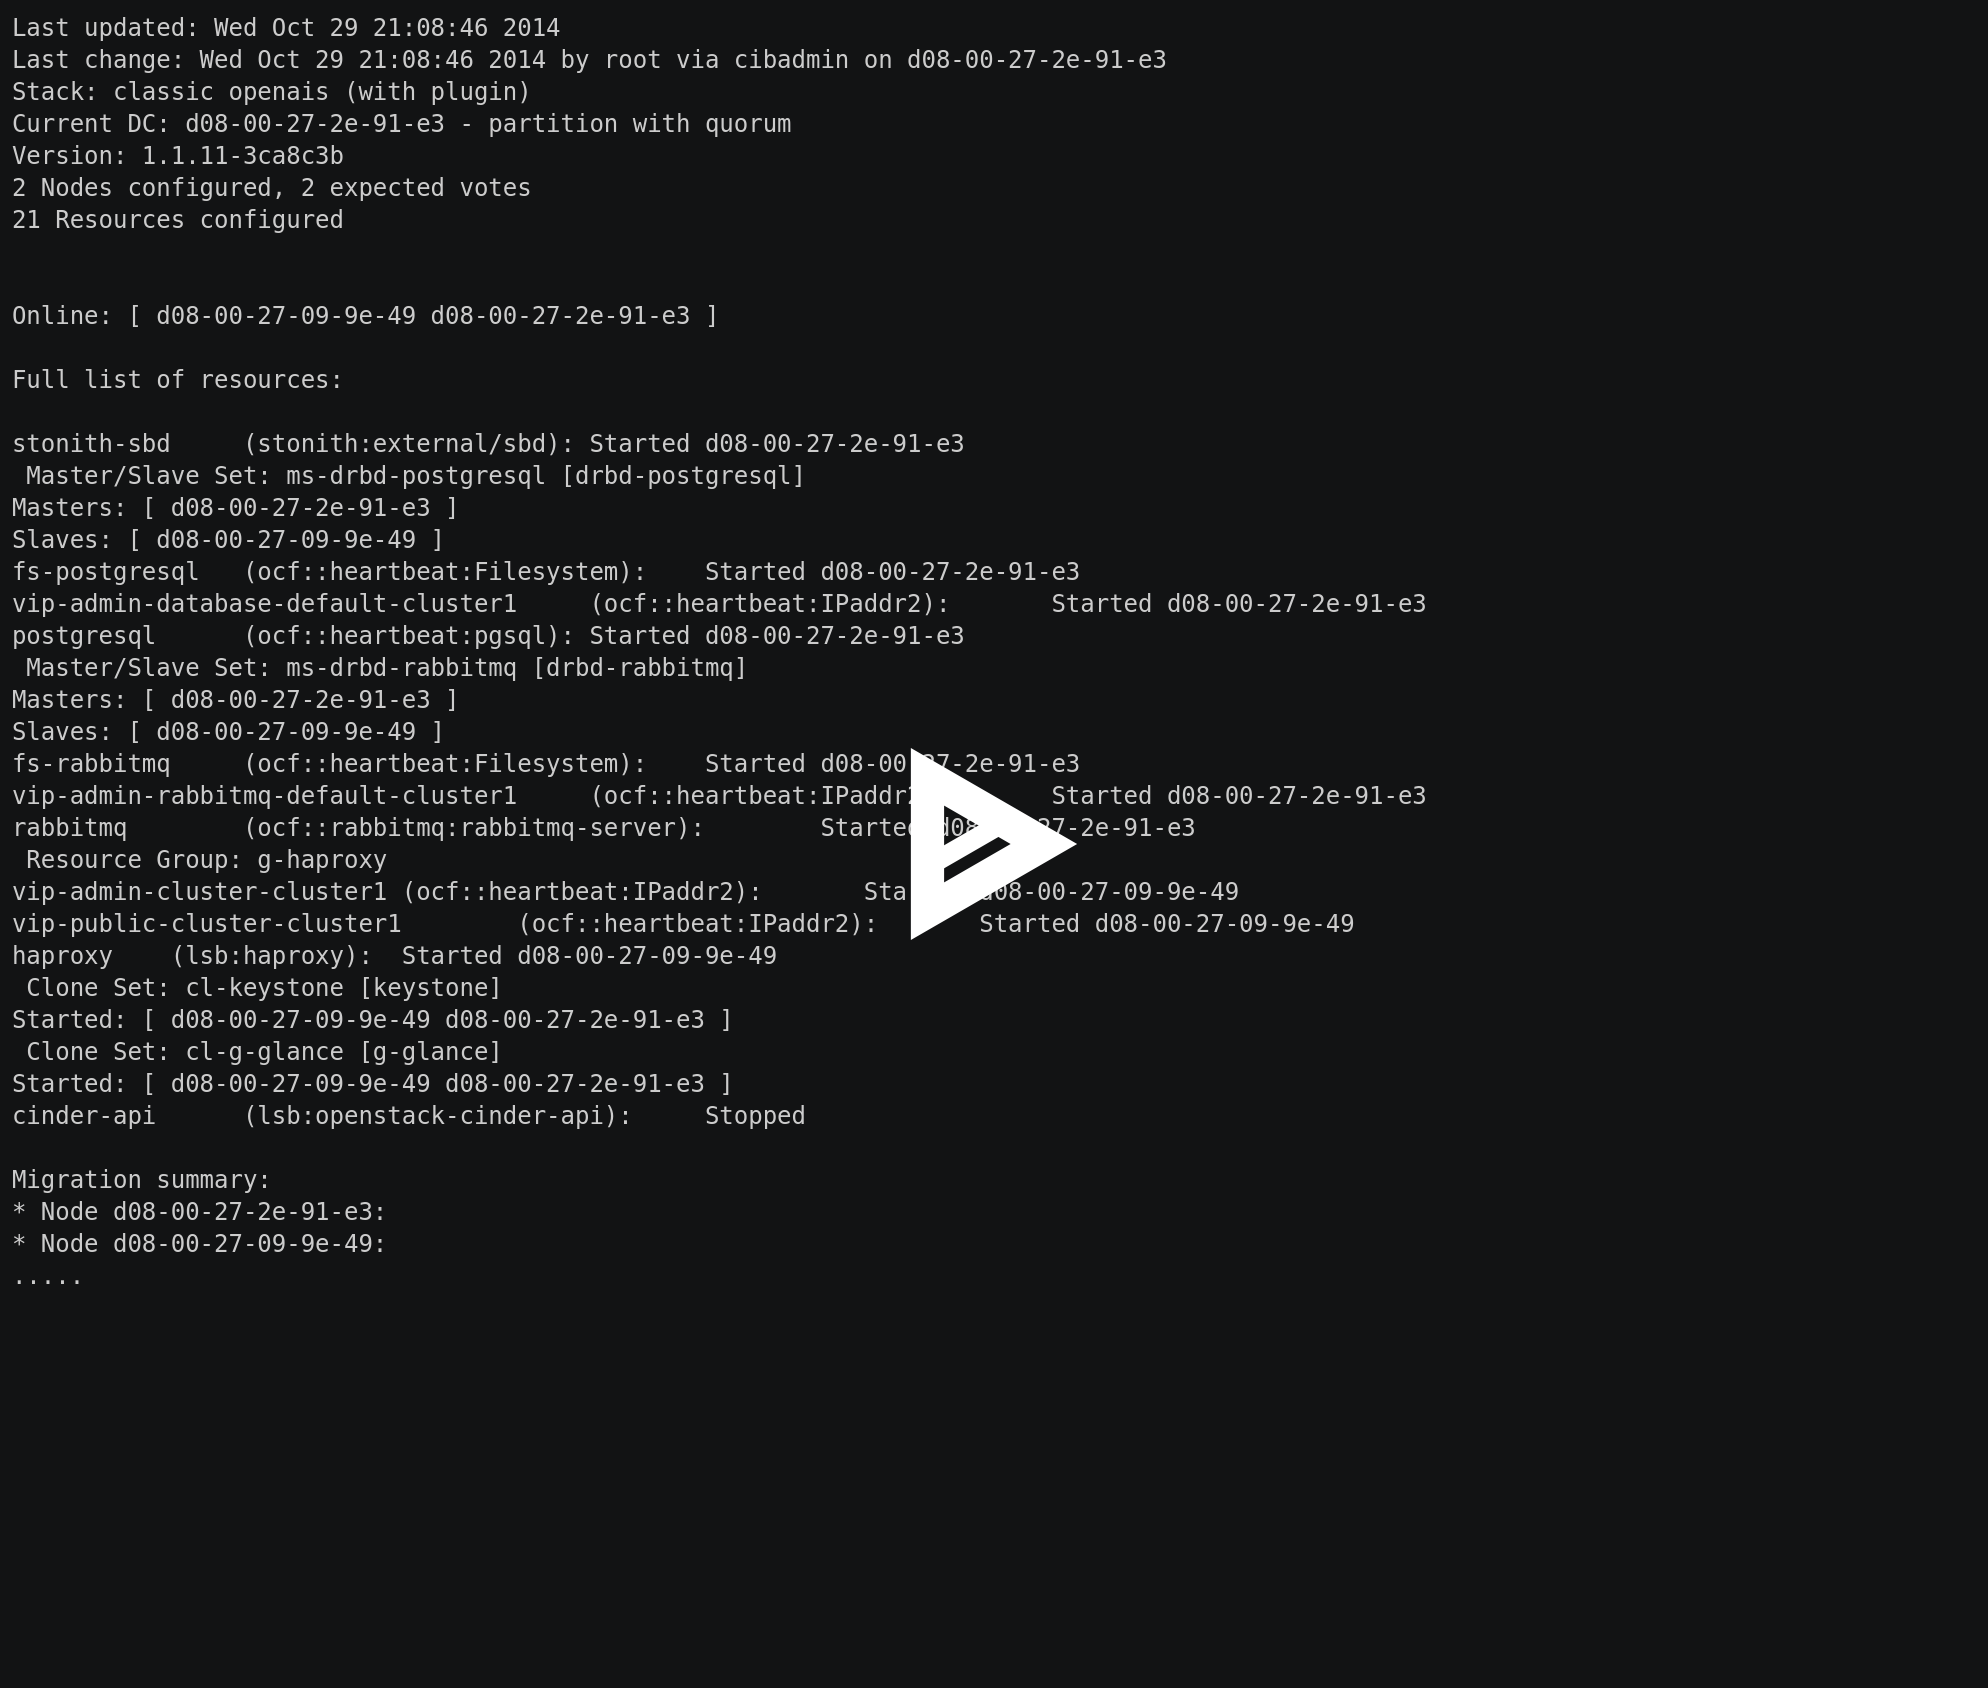 Last updated: Wed Oct 29 21:08:46 2014
Last change: Wed Oct 29 21:08:46 2014 by root via cibadmin on d08-00-27-2e-91-e3
Stack: classic openais (with plugin)
Current DC: d08-00-27-2e-91-e3 - partition with quorum
Version: 1.1.11-3ca8c3b
2 Nodes configured, 2 expected votes
21 Resources configured
Online: [ d08-00-27-09-9e-49 d08-00-27-2e-91-e3 ]
Full list of resources:
stonith-sbd     (stonith:external/sbd): Started d08-00-27-2e-91-e3
 Master/Slave Set: ms-drbd-postgresql [drbd-postgresql]
Masters: [ d08-00-27-2e-91-e3 ]
Slaves: [ d08-00-27-09-9e-49 ]
fs-postgresql   (ocf::heartbeat:Filesystem):    Started d08-00-27-2e-91-e3
vip-admin-database-default-cluster1     (ocf::heartbeat:IPaddr2):       Started d08-00-27-2e-91-e3
postgresql      (ocf::heartbeat:pgsql): Started d08-00-27-2e-91-e3
 Master/Slave Set: ms-drbd-rabbitmq [drbd-rabbitmq]
Masters: [ d08-00-27-2e-91-e3 ]
Slaves: [ d08-00-27-09-9e-49 ]
fs-rabbitmq     (ocf::heartbeat:Filesystem):    Started d08-00-27-2e-91-e3
vip-admin-rabbitmq-default-cluster1     (ocf::heartbeat:IPaddr2):       Started d08-00-27-2e-91-e3
rabbitmq        (ocf::rabbitmq:rabbitmq-server):        Started d08-00-27-2e-91-e3
 Resource Group: g-haproxy
vip-admin-cluster-cluster1 (ocf::heartbeat:IPaddr2):       Started d08-00-27-09-9e-49
vip-public-cluster-cluster1        (ocf::heartbeat:IPaddr2):       Started d08-00-27-09-9e-49
haproxy    (lsb:haproxy):  Started d08-00-27-09-9e-49
 Clone Set: cl-keystone [keystone]
Started: [ d08-00-27-09-9e-49 d08-00-27-2e-91-e3 ]
 Clone Set: cl-g-glance [g-glance]
Started: [ d08-00-27-09-9e-49 d08-00-27-2e-91-e3 ]
cinder-api      (lsb:openstack-cinder-api):     Stopped
Migration summary:
* Node d08-00-27-2e-91-e3:
* Node d08-00-27-09-9e-49:
.....